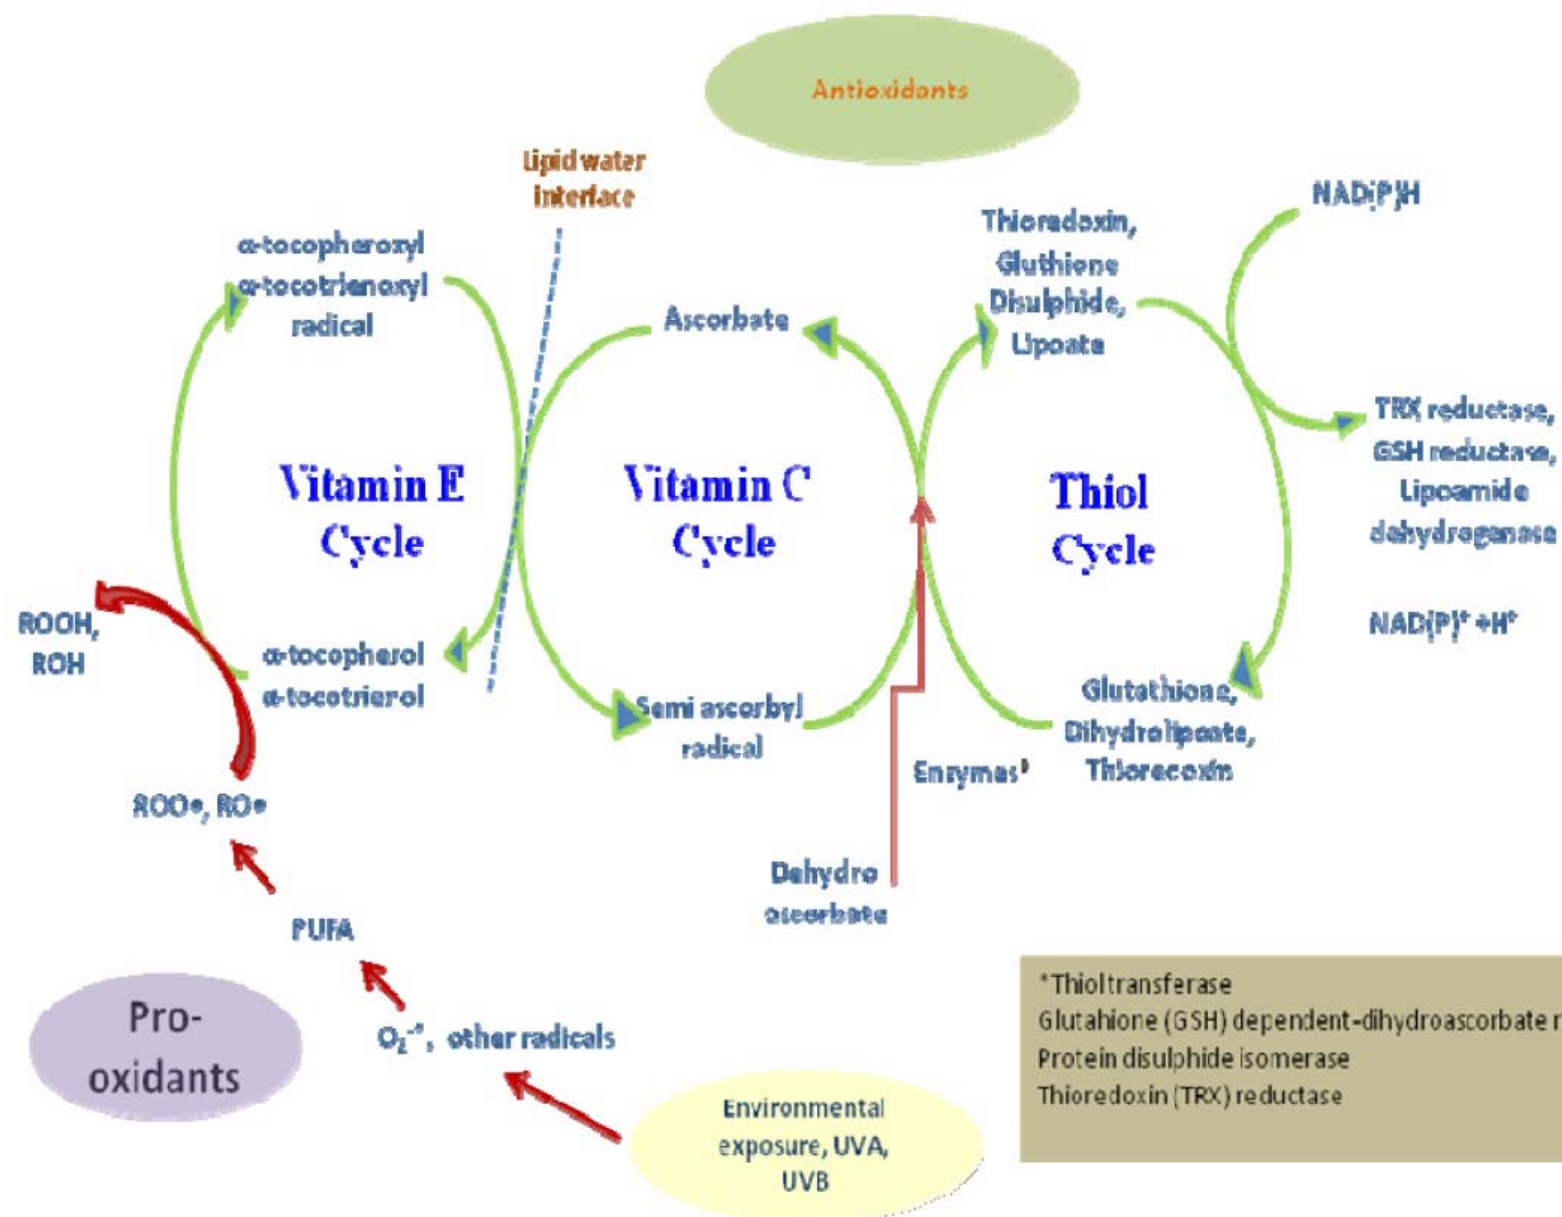 Antioxidants
Lipid water
interface
NAD(P)H
α-tocopheroxyl
α-tocotrienoxyl
radical
Ascorbate
Thioredoxin,
Gluthione
Disulphide,
Lipoate
TRX reductase,
GSH reductase,
Lipoamide
dehydrogenase
Vitamin E
Cycle
Vitamin C
Cycle
Thiol
Cycle
NAD(P)⁺ +H⁺
ROOH,
ROH
α-tocopherol
α-tocotrierol
Semi ascorbyl
radical
Glutathione,
Dihydrolipoate,
Thiorecoxin
Enzymes*
ROO•, RO•
Dehydro
ascorbate
PUFA
Pro-
oxidants
O₂⁻•, other radicals
Environmental
exposure, UVA,
UVB
*Thioltransferase
Glutahione (GSH) dependent-dihydroascorbate r
Protein disulphide isomerase
Thioredoxin (TRX) reductase